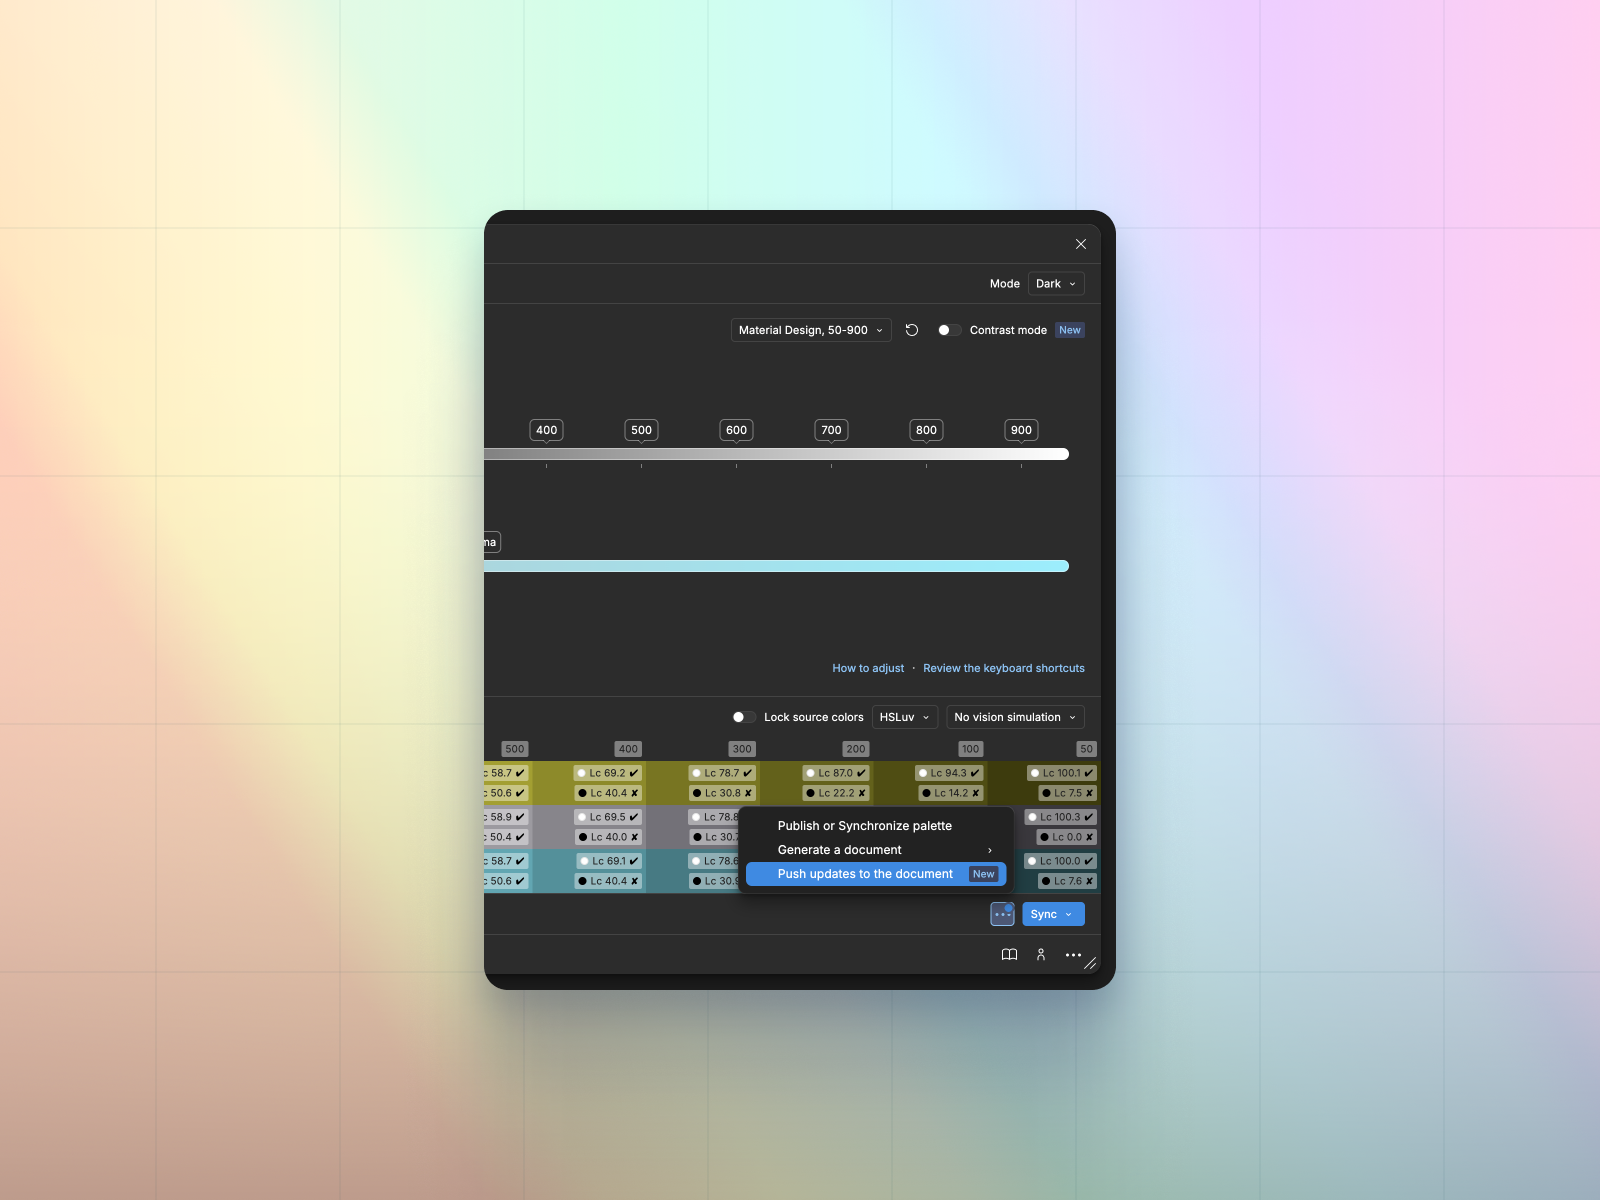 Mode Dark
Material Design, 50-900 Contrast mode New
400 500 600 700 800 900
ma
How to adjust · Review the keyboard shortcuts
Lock source colors HSLuv No vision simulation
500 400 300 200 100 50
c 58.7 ✔ Lc 69.2 ✔ Lc 78.7 ✔ Lc 87.0 ✔ Lc 94.3 ✔ Lc 100.1 ✔
c 50.6 ✔ Lc 40.4 ✘ Lc 30.8 ✘ Lc 22.2 ✘ Lc 14.2 ✘ Lc 7.5 ✘
c 58.9 ✔ Lc 69.5 ✔ Lc 78.8 Lc 100.3 ✔
c 50.4 ✔ Lc 40.0 ✘ Lc 30.7 Lc 0.0 ✘
c 58.7 ✔ Lc 69.1 ✔ Lc 78.6 Lc 100.0 ✔
c 50.6 ✔ Lc 40.4 ✘ Lc 30.9 Lc 7.6 ✘
Publish or Synchronize palette
Generate a document
Push updates to the document New
Sync